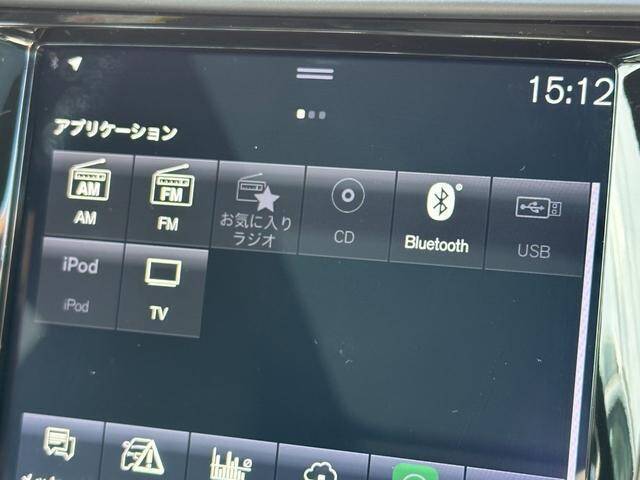 15:12
アプリケーション
AM
AM
FM
FM
お気に入り
ラジオ
CD
Bluetooth
USB
iPod
iPod
TV